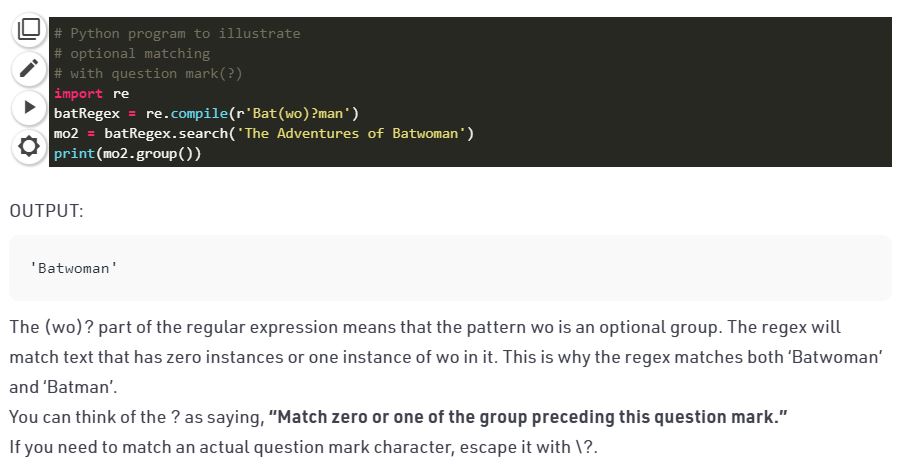 # Python program to illustrate
# optional matching
# with question mark(?)
import re
batRegex = re.compile(r'Bat(wo)?man')
mo2 = batRegex.search('The Adventures of Batwoman')
print(mo2.group())
OUTPUT:
'Batwoman'
The (wo)? part of the regular expression means that the pattern wo is an optional group. The regex will
match text that has zero instances or one instance of wo in it. This is why the regex matches both ‘Batwoman’
and ‘Batman’.
You can think of the ? as saying, “Match zero or one of the group preceding this question mark.”
If you need to match an actual question mark character, escape it with \?.